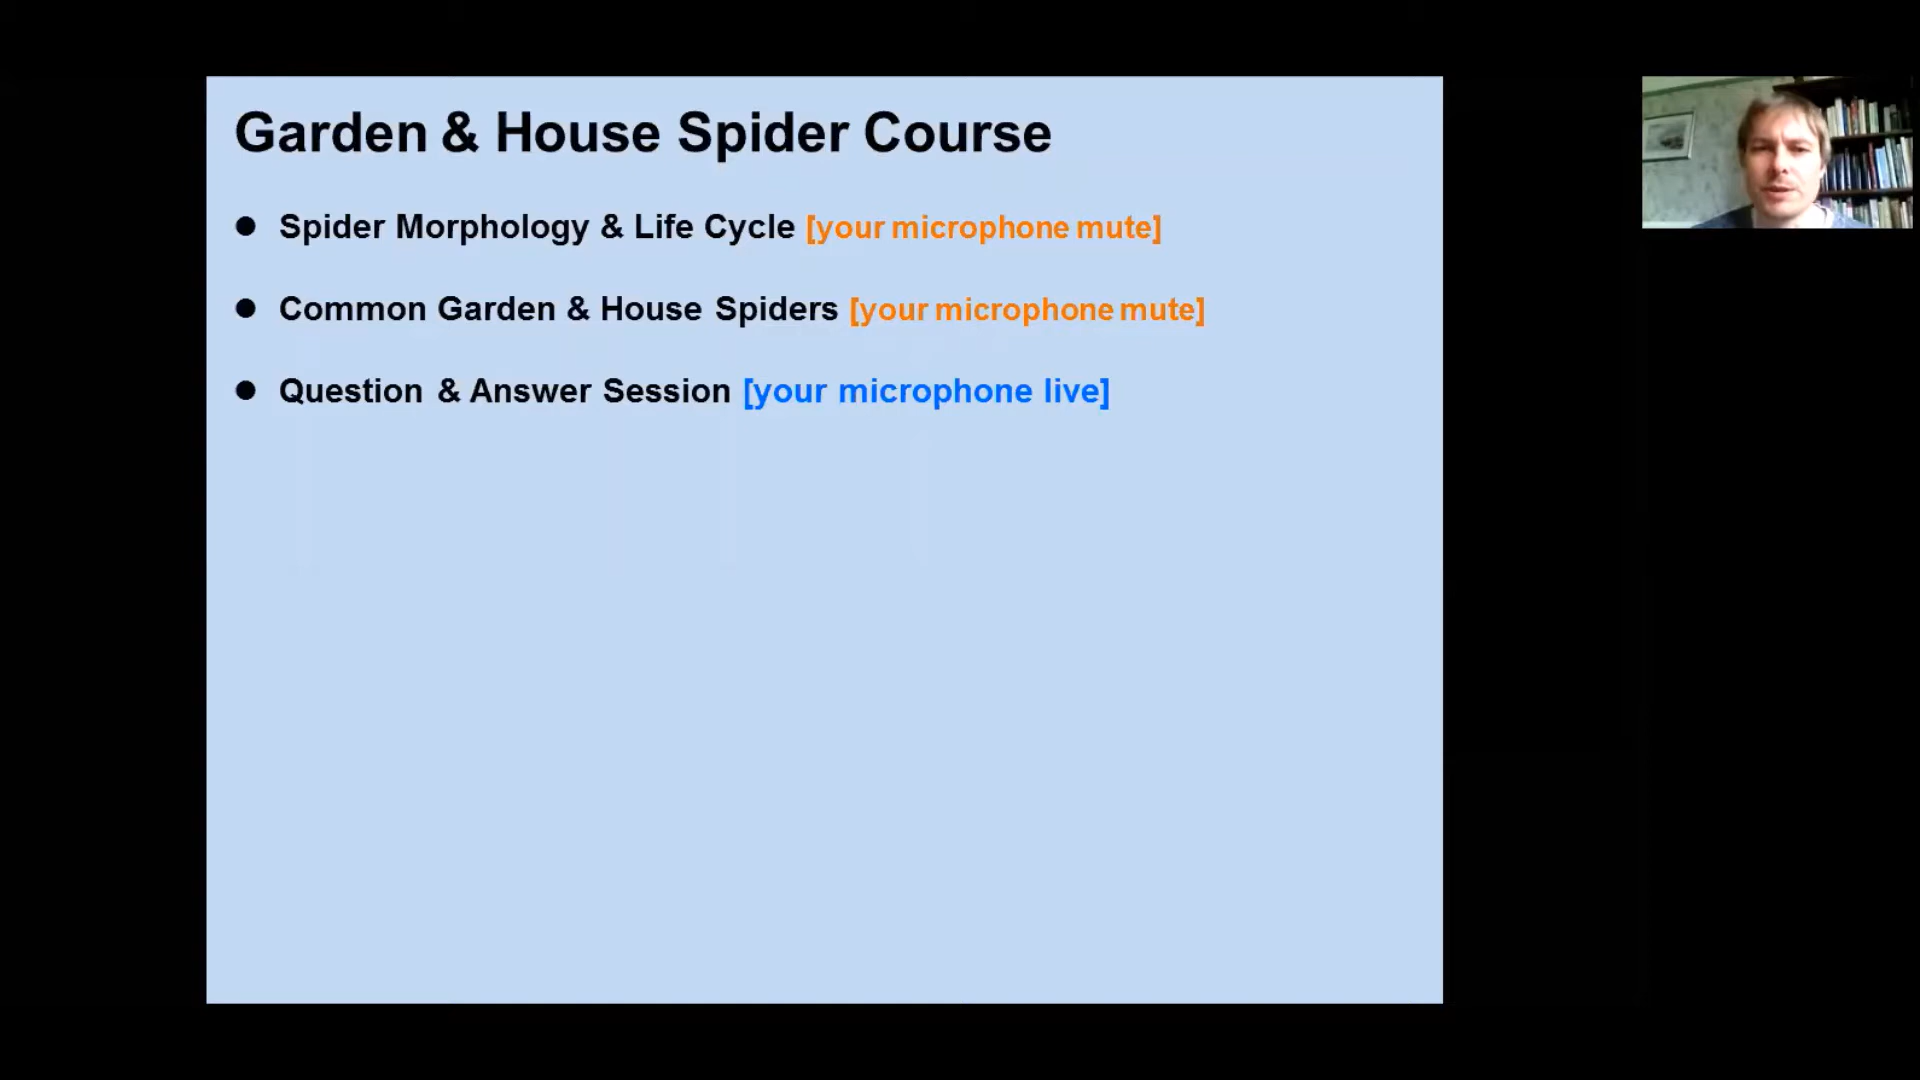 Garden & House Spider Course
● Spider Morphology & Life Cycle [your microphone mute]
● Common Garden & House Spiders [your microphone mute]
● Question & Answer Session [your microphone live]